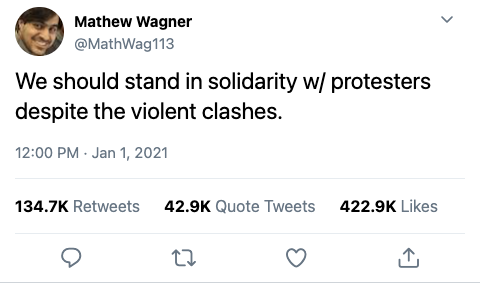 Mathew Wagner
@MathWag113
We should stand in solidarity w/ protesters
despite the violent clashes.
12:00 PM · Jan 1, 2021
134.7K Retweets 42.9K Quote Tweets 422.9K Likes